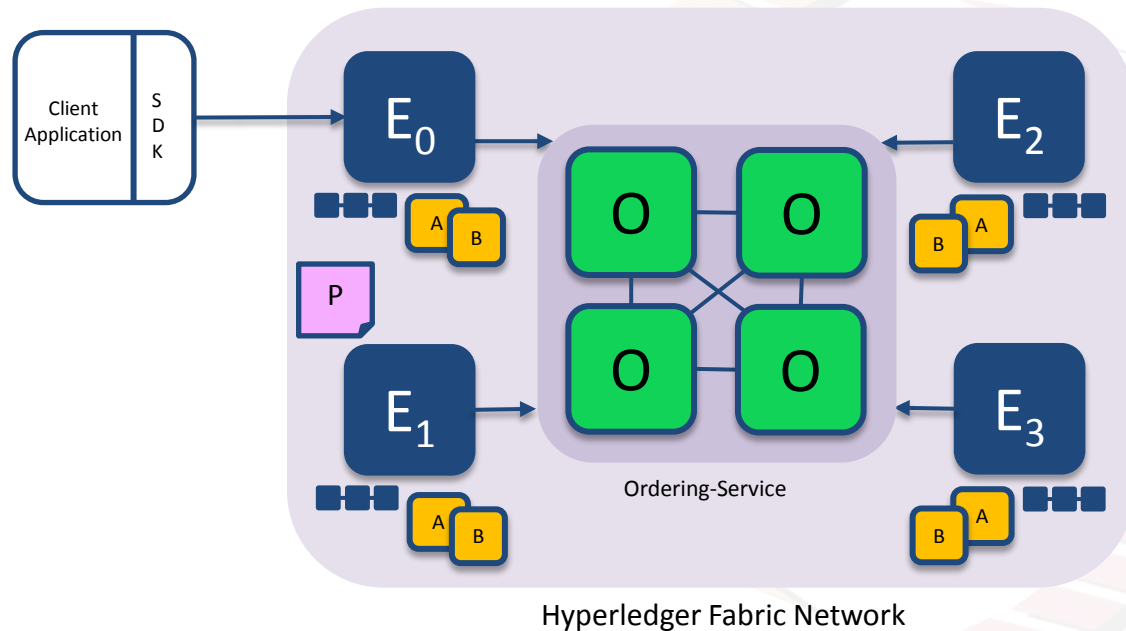 Client
Application
S
D
K
E0
E2
O
O
A
B
A
B
P
O
O
E1
E3
Ordering-Service
A
B
A
B
Hyperledger Fabric Network